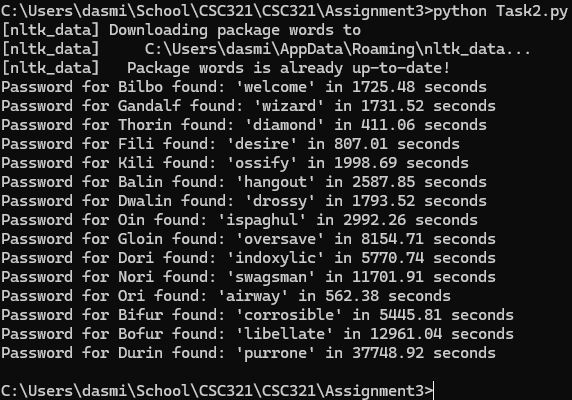 C:\Users\dasmi\School\CSC321\CSC321\Assignment3>python Task2.py
[nltk_data] Downloading package words to
[nltk_data]     C:\Users\dasmi\AppData\Roaming\nltk_data...
[nltk_data]   Package words is already up-to-date!
Password for Bilbo found: 'welcome' in 1725.48 seconds
Password for Gandalf found: 'wizard' in 1731.52 seconds
Password for Thorin found: 'diamond' in 411.06 seconds
Password for Fili found: 'desire' in 807.01 seconds
Password for Kili found: 'ossify' in 1998.69 seconds
Password for Balin found: 'hangout' in 2587.85 seconds
Password for Dwalin found: 'drossy' in 1793.52 seconds
Password for Oin found: 'ispaghul' in 2992.26 seconds
Password for Gloin found: 'oversave' in 8154.71 seconds
Password for Dori found: 'indoxylic' in 5770.74 seconds
Password for Nori found: 'swagsman' in 11701.91 seconds
Password for Ori found: 'airway' in 562.38 seconds
Password for Bifur found: 'corrosible' in 5445.81 seconds
Password for Bofur found: 'libellate' in 12961.04 seconds
Password for Durin found: 'purrone' in 37748.92 seconds
C:\Users\dasmi\School\CSC321\CSC321\Assignment3>